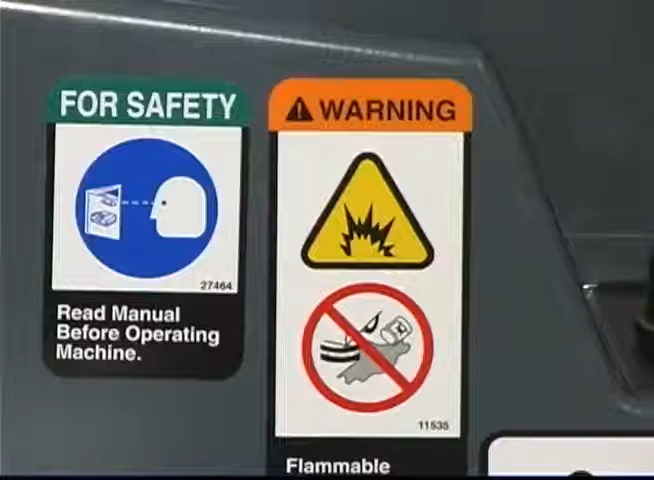 FOR SAFETY
27464
Read Manual
Before Operating
Machine.
WARNING
11535
Flammable